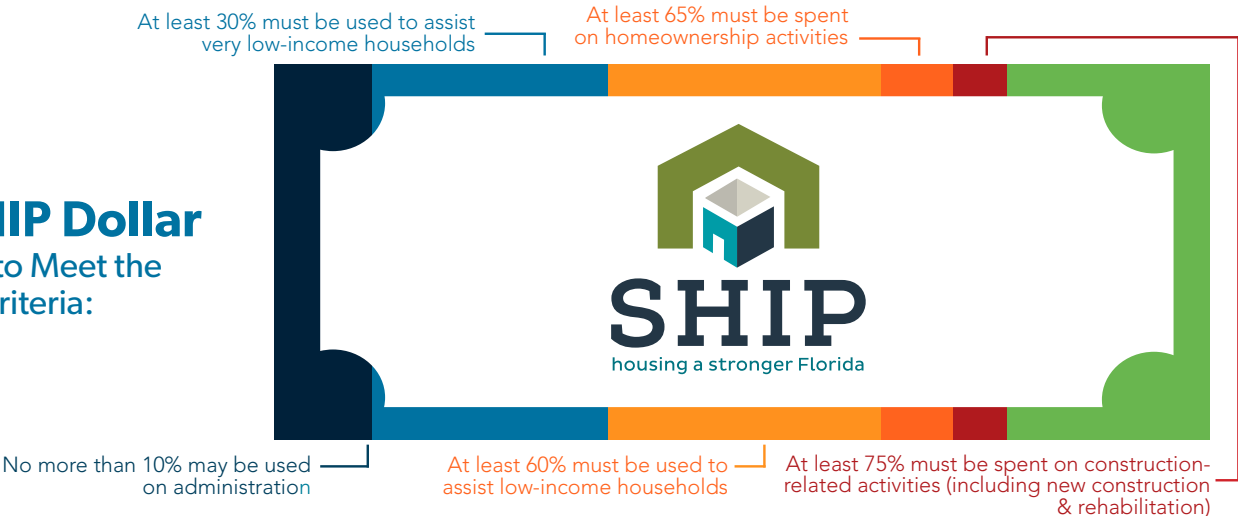 At least 30% must be used to assist
very low-income households
At least 65% must be spent
on homeownership activities
Dollar
to Meet the
SHIP
housing a stronger Florida
No more than 10% may be used
on administration
At least 60% must be used to
assist low-income households
At least 75% must be spent on construction-
related activities (including new construction
& rehabilitation)